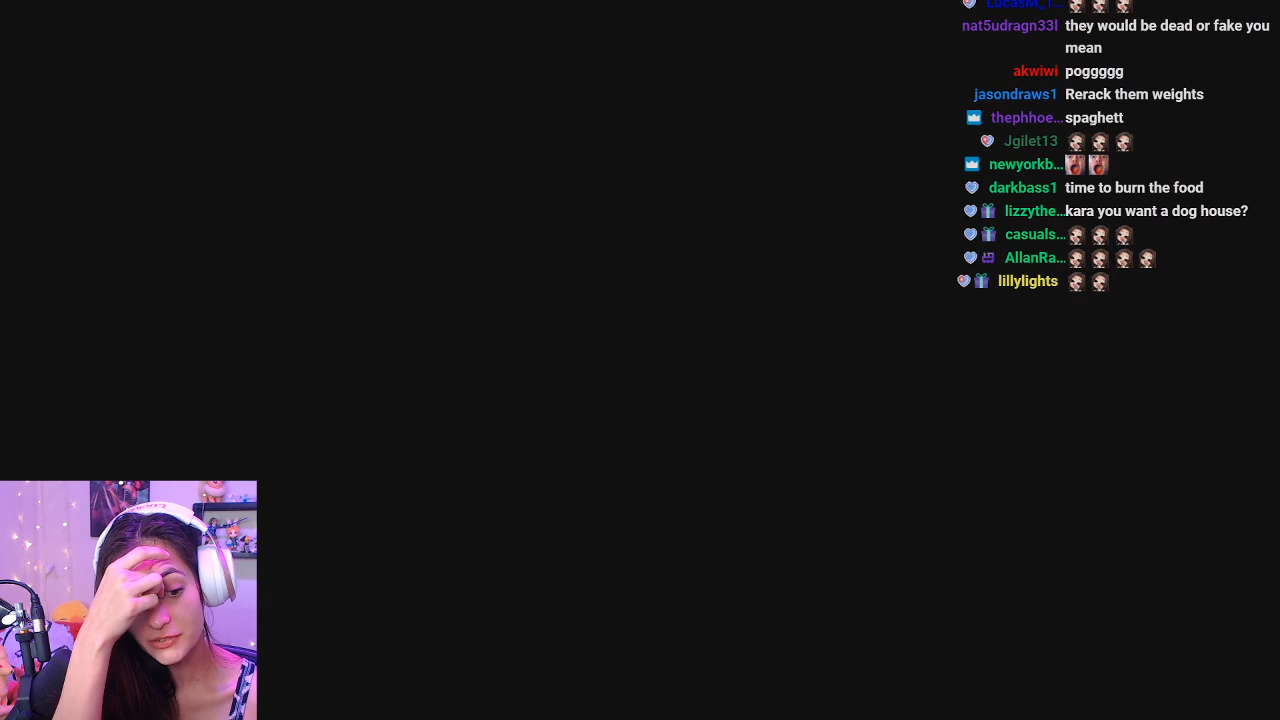 LucasM_T...
nat5udragn33l they would be dead or fake you
mean
akwiwi poggggg
jasondraws1 Rerack them weights
thephhoe... spaghett
Jgilet13
newyorkb...
darkbass1 time to burn the food
lizzythe... kara you want a dog house?
casuals...
AllanRa...
lillylights